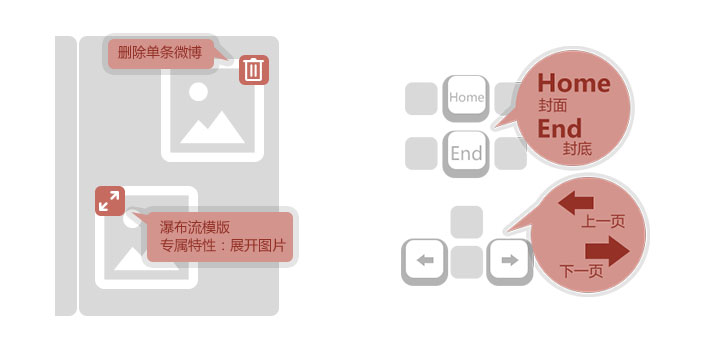 删除单条微博
瀑布流模版
专属特性：展开图片
Home
End
Home
封面
End
封底
上一页
下一页